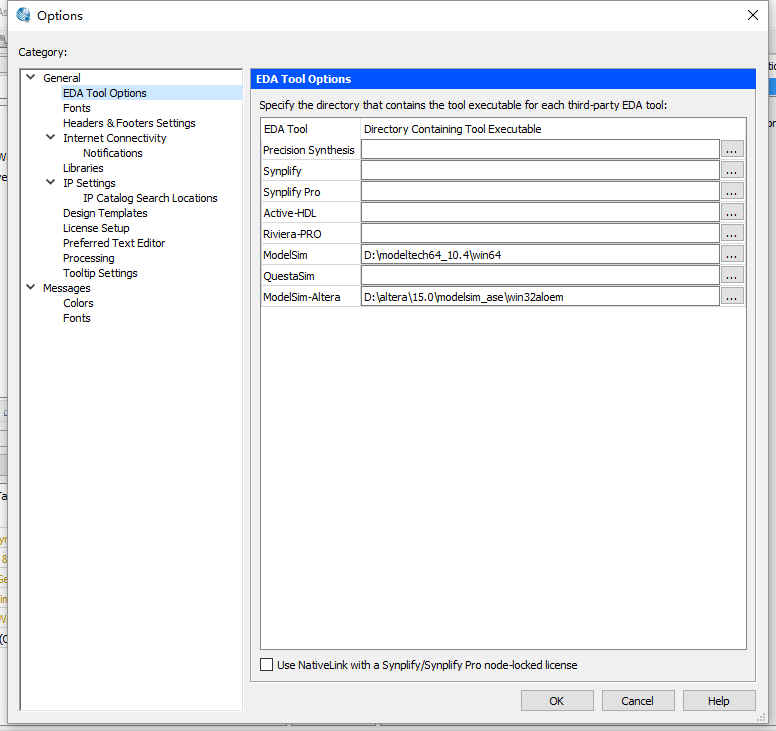 Options
Category:
General
EDA Tool Options
Fonts
Headers & Footers Settings
Internet Connectivity
Notifications
Libraries
IP Settings
IP Catalog Search Locations
Design Templates
License Setup
Preferred Text Editor
Processing
Tooltip Settings
Messages
Colors
Fonts
EDA Tool Options
Specify the directory that contains the tool executable for each third-party EDA tool:
EDA Tool Directory Containing Tool Executable
Precision Synthesis ...
Synplify ...
Synplify Pro ...
Active-HDL ...
Riviera-PRO ...
ModelSim D:\modeltech64_10.4\win64 ...
QuestaSim ...
ModelSim-Altera D:\altera\15.0\modelsim_ase\win32aloem ...
Use NativeLink with a Synplify/Synplify Pro node-locked license
OK Cancel Help